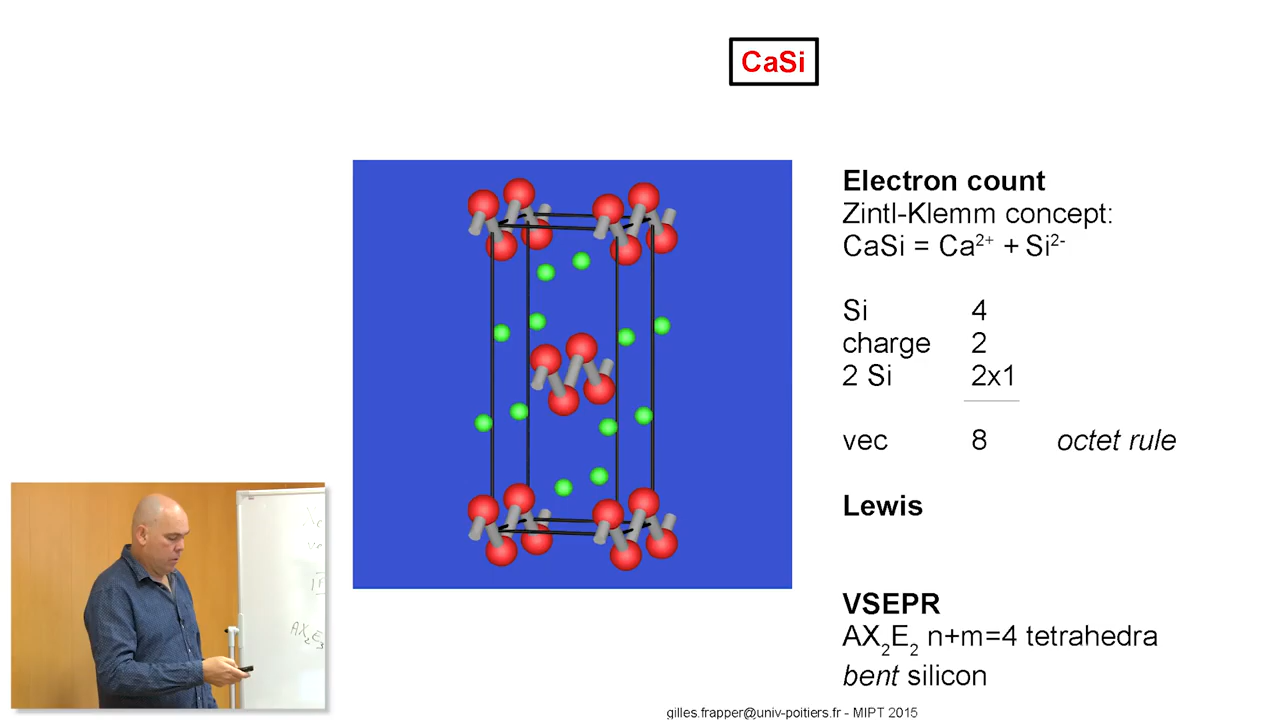 CaSi
Electron count
Zintl-Klemm concept:
CaSi = Ca²⁺ + Si²⁻
Si 4
charge 2
2 Si 2x1
vec 8 octet rule
Lewis
VSEPR
AX₂E₂ n+m=4 tetrahedra
bent silicon
gilles.frapper@univ-poitiers.fr - MIPT 2015